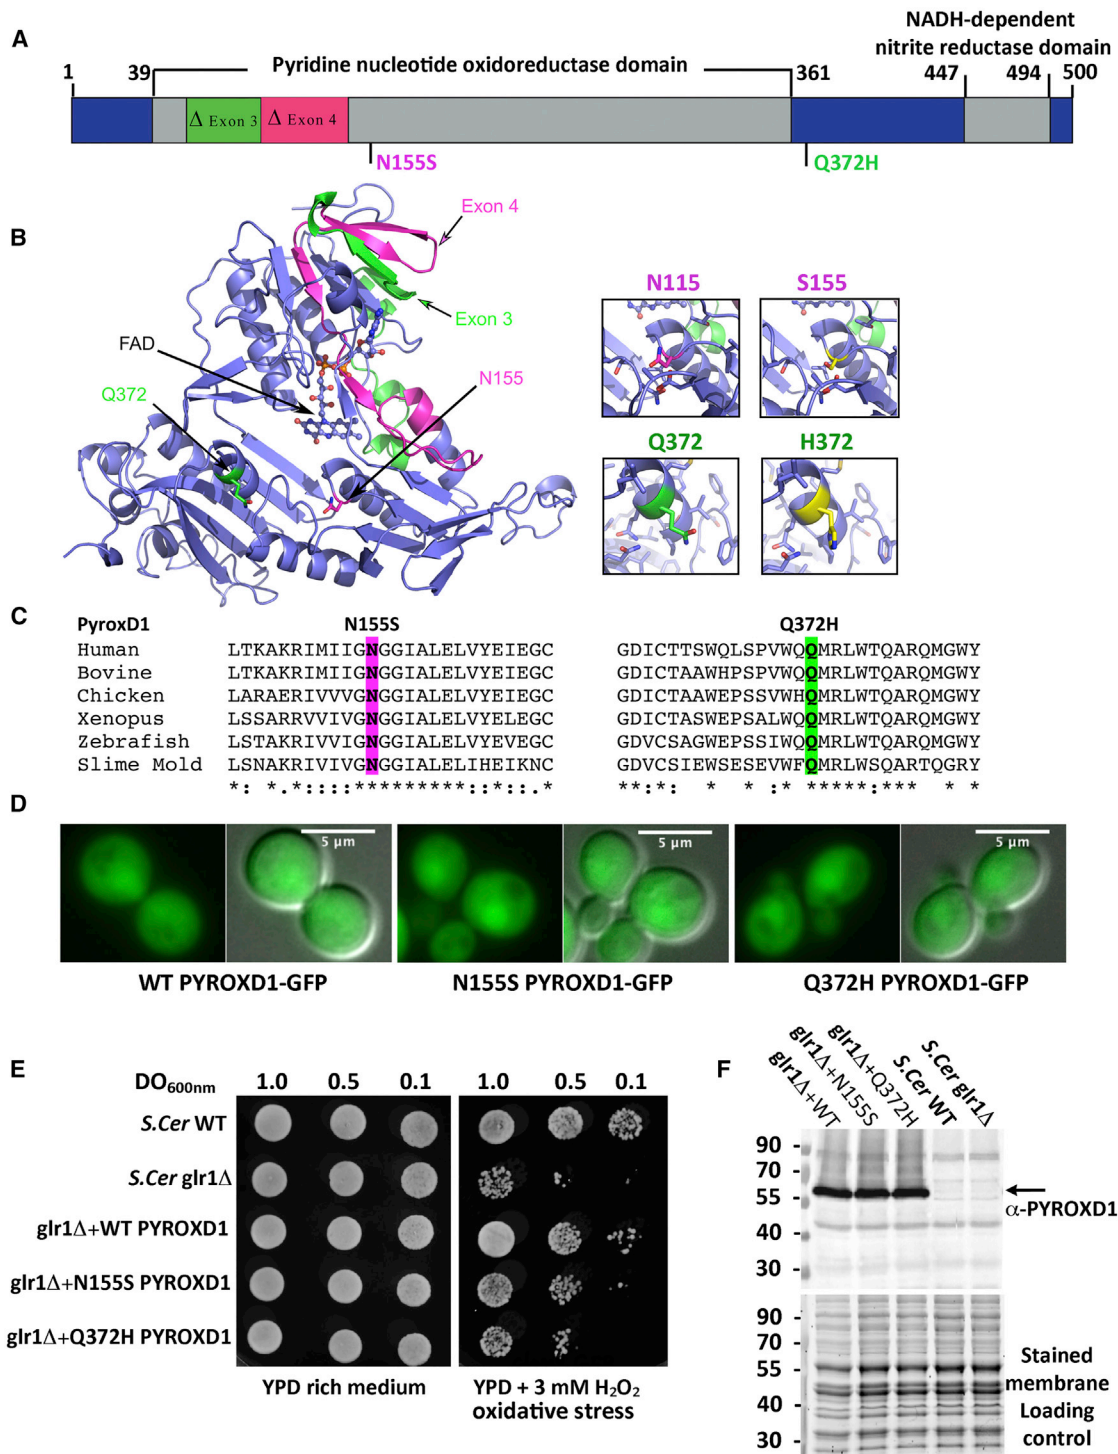 A
NADH-dependent
nitrite reductase domain
Pyridine nucleotide oxidoreductase domain
1 39 361 447 494 500
Δ Exon 3 Δ Exon 4
N155S Q372H
B
Exon 4
Exon 3
FAD
Q372
N155
N115 S155
Q372 H372
C
PyroxD1 N155S Q372H
Human LTKAKRIMIIGNGGIALELVYEIEGC GDICTTSWQLSPVWQQMRLWTQARQMGWY
Bovine LTKAMRIMIIGNGGIALELVYEIEGC GDICTAAWHPSPVWQQMRLWTQARQMGWY
Chicken LARAERIVVVGNGGIALELVYEIEGC GDICTAAWEPSSVWHQMRLWTQARQMGWY
Xenopus LSSARRVVIVGNGGIALELVYELEGC GDICTASWEPSALWQQMRLWTQARQMGWY
Zebrafish LSTAKRIVVIGNGGIALELVYEVEGC GDVCSAGWEPSSIWQQMRLWTQARQMGWY
Slime Mold LSNAKRIVIVGNGGIALELIHEIKNC GDVCSIEWSESEVWFQMRLWSQARTQGRY
*: *.*::::*********::*::.* **:*: * * :* *****:*** * *
D
5 µm 5 µm 5 µm
WT PYROXD1-GFP N155S PYROXD1-GFP Q372H PYROXD1-GFP
E
DO600nm 1.0 0.5 0.1 1.0 0.5 0.1
S.Cer WT
S.Cer glr1Δ
glr1Δ+WT PYROXD1
glr1Δ+N155S PYROXD1
glr1Δ+Q372H PYROXD1
YPD rich medium
YPD + 3 mM H2O2
oxidative stress
F
glr1Δ+WT
glr1Δ+N155S
glr1Δ+Q372H
S.Cer WT
S.Cer glr1Δ
90
70
55
40
30
α-PYROXD1
90
70
55
40
30
Stained
membrane
Loading
control